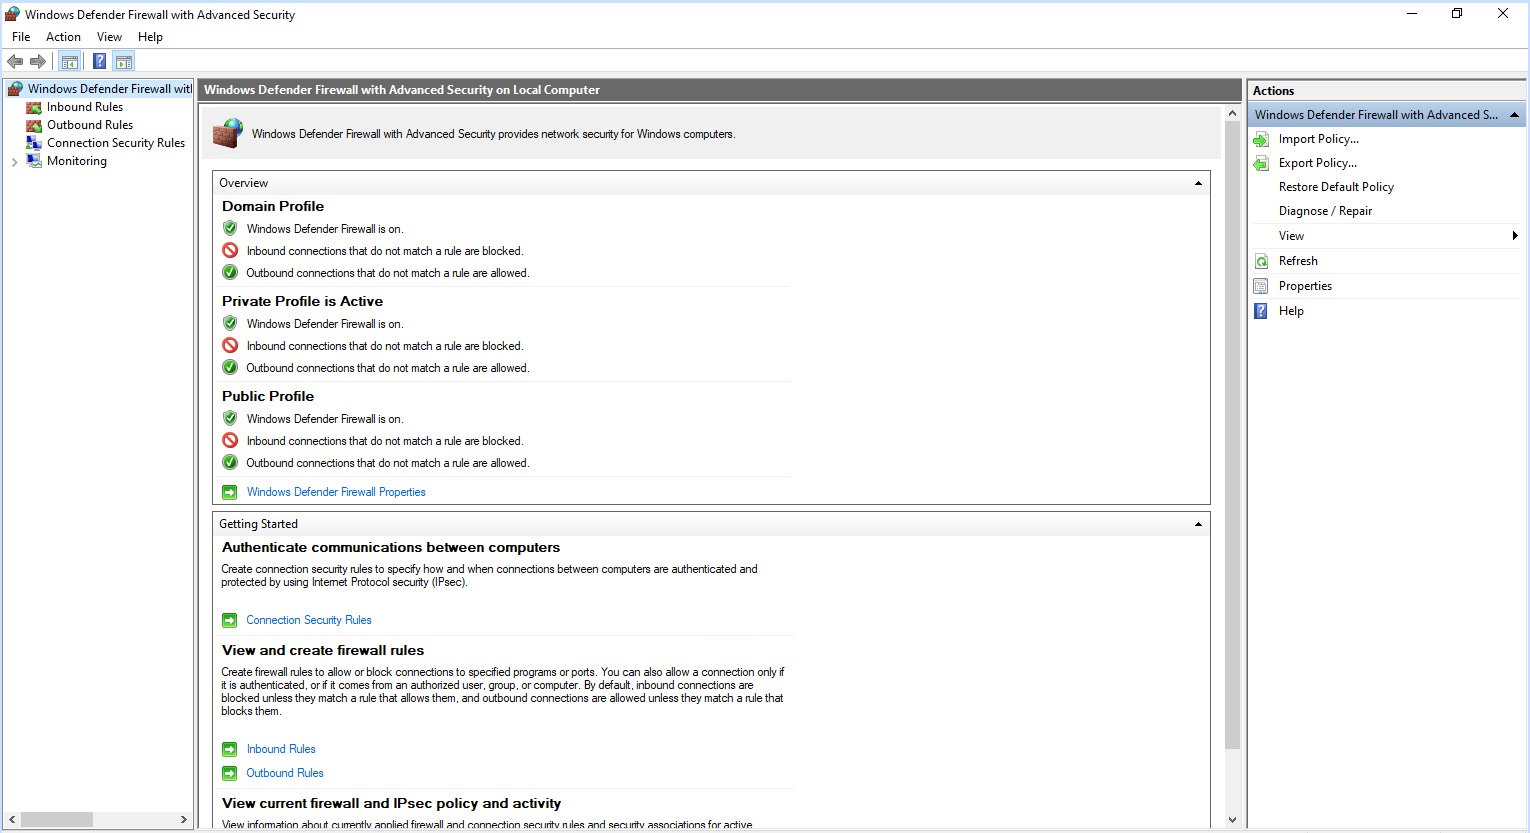 Windows Defender Firewall with Advanced Security
File Action View Help
Windows Defender Firewall wit
Inbound Rules
Outbound Rules
Connection Security Rules
Monitoring
Windows Defender Firewall with Advanced Security on Local Computer
Windows Defender Firewall with Advanced Security provides network security for Windows computers.
Overview
Domain Profile
Windows Defender Firewall is on.
Inbound connections that do not match a rule are blocked.
Outbound connections that do not match a rule are allowed.
Private Profile is Active
Windows Defender Firewall is on.
Inbound connections that do not match a rule are blocked.
Outbound connections that do not match a rule are allowed.
Public Profile
Windows Defender Firewall is on.
Inbound connections that do not match a rule are blocked.
Outbound connections that do not match a rule are allowed.
Windows Defender Firewall Properties
Getting Started
Authenticate communications between computers
Create connection security rules to specify how and when connections between computers are authenticated and
protected by using Internet Protocol security (IPsec).
Connection Security Rules
View and create firewall rules
Create firewall rules to allow or block connections to specified programs or ports. You can also allow a connection only if
it is authenticated, or if it comes from an authorized user, group, or computer. By default, inbound connections are
blocked unless they match a rule that allows them, and outbound connections are allowed unless they match a rule that
blocks them.
Inbound Rules
Outbound Rules
View current firewall and IPsec policy and activity
View information about currently applied firewall and connection security rules and security associations for active
Actions
Windows Defender Firewall with Advanced S...
Import Policy...
Export Policy...
Restore Default Policy
Diagnose / Repair
View
Refresh
Properties
Help